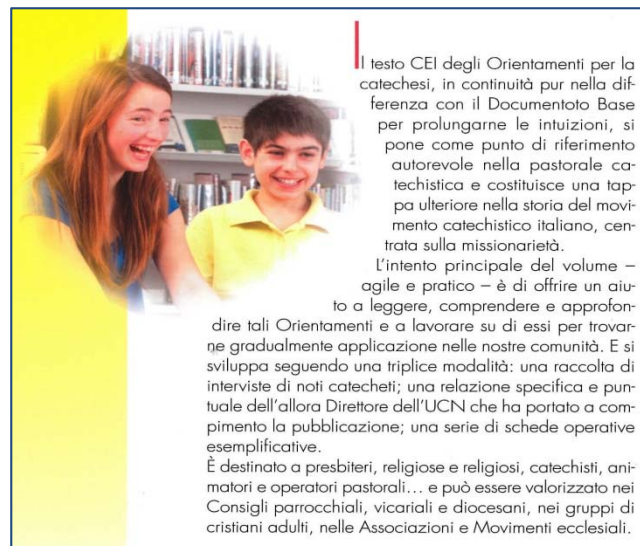 Il testo CEI degli Orientamenti per la
catechesi, in continuità pur nella dif-
ferenza con il Documentoto Base
per prolungarne le intuizioni, si
pone come punto di riferimento
autorevole nella pastorale ca-
techistica e costituisce una tap-
pa ulteriore nella storia del movi-
mento catechistico italiano, cen-
trata sulla missionarietà.
L'intento principale del volume –
agile e pratico – è di offrire un aiu-
to a leggere, comprendere e approfon-
dire tali Orientamenti e a lavorare su di essi per trovar-
ne gradualmente applicazione nelle nostre comunità. E si
sviluppa seguendo una triplice modalità: una raccolta di
interviste di noti catecheti; una relazione specifica e pun-
tuale dell'allora Direttore dell'UCN che ha portato a com-
pimento la pubblicazione; una serie di schede operative
esemplificative.
È destinato a presbiteri, religiose e religiosi, catechisti, ani-
matori e operatori pastorali... e può essere valorizzato nei
Consigli parrocchiali, vicariali e diocesani, nei gruppi di
cristiani adulti, nelle Associazioni e Movimenti ecclesiali.